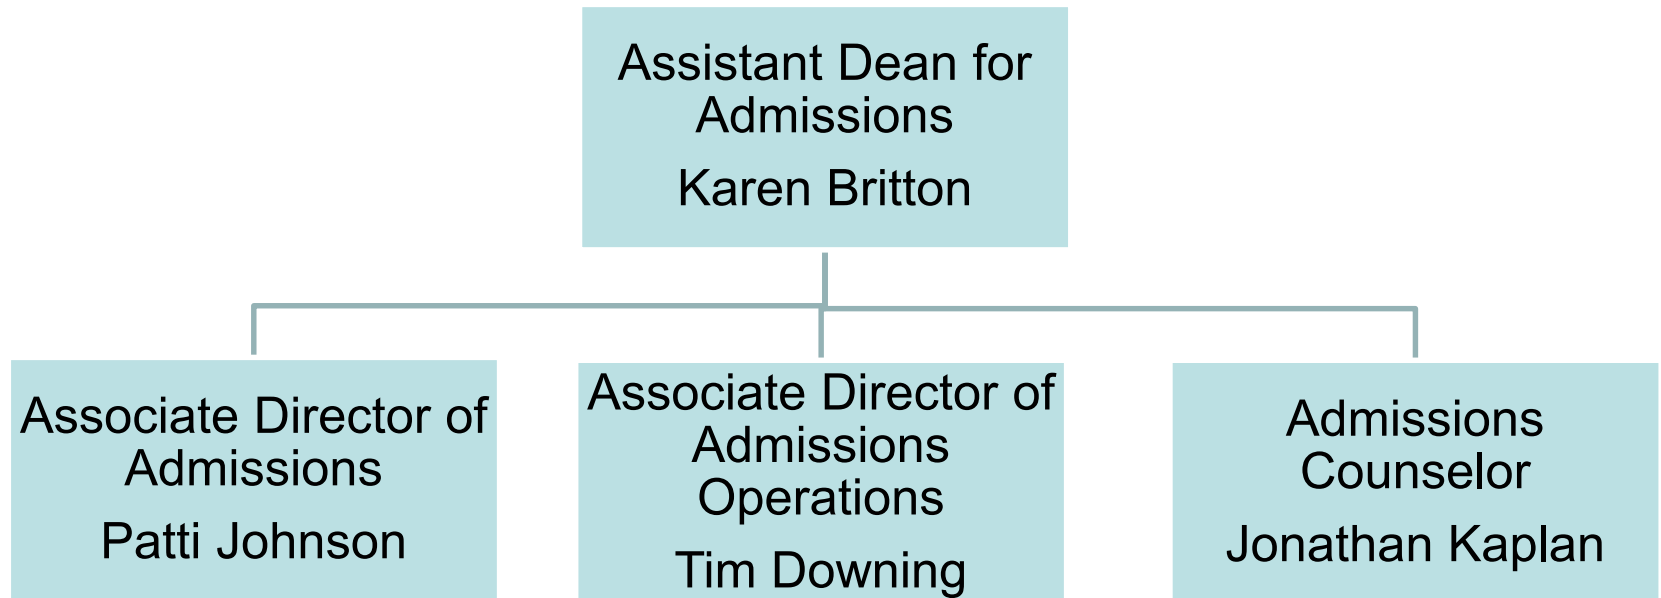 Assistant Dean for
Admissions
Karen Britton
Associate Director of
Admissions
Patti Johnson
Associate Director of
Admissions
Operations
Tim Downing
Admissions
Counselor
Jonathan Kaplan